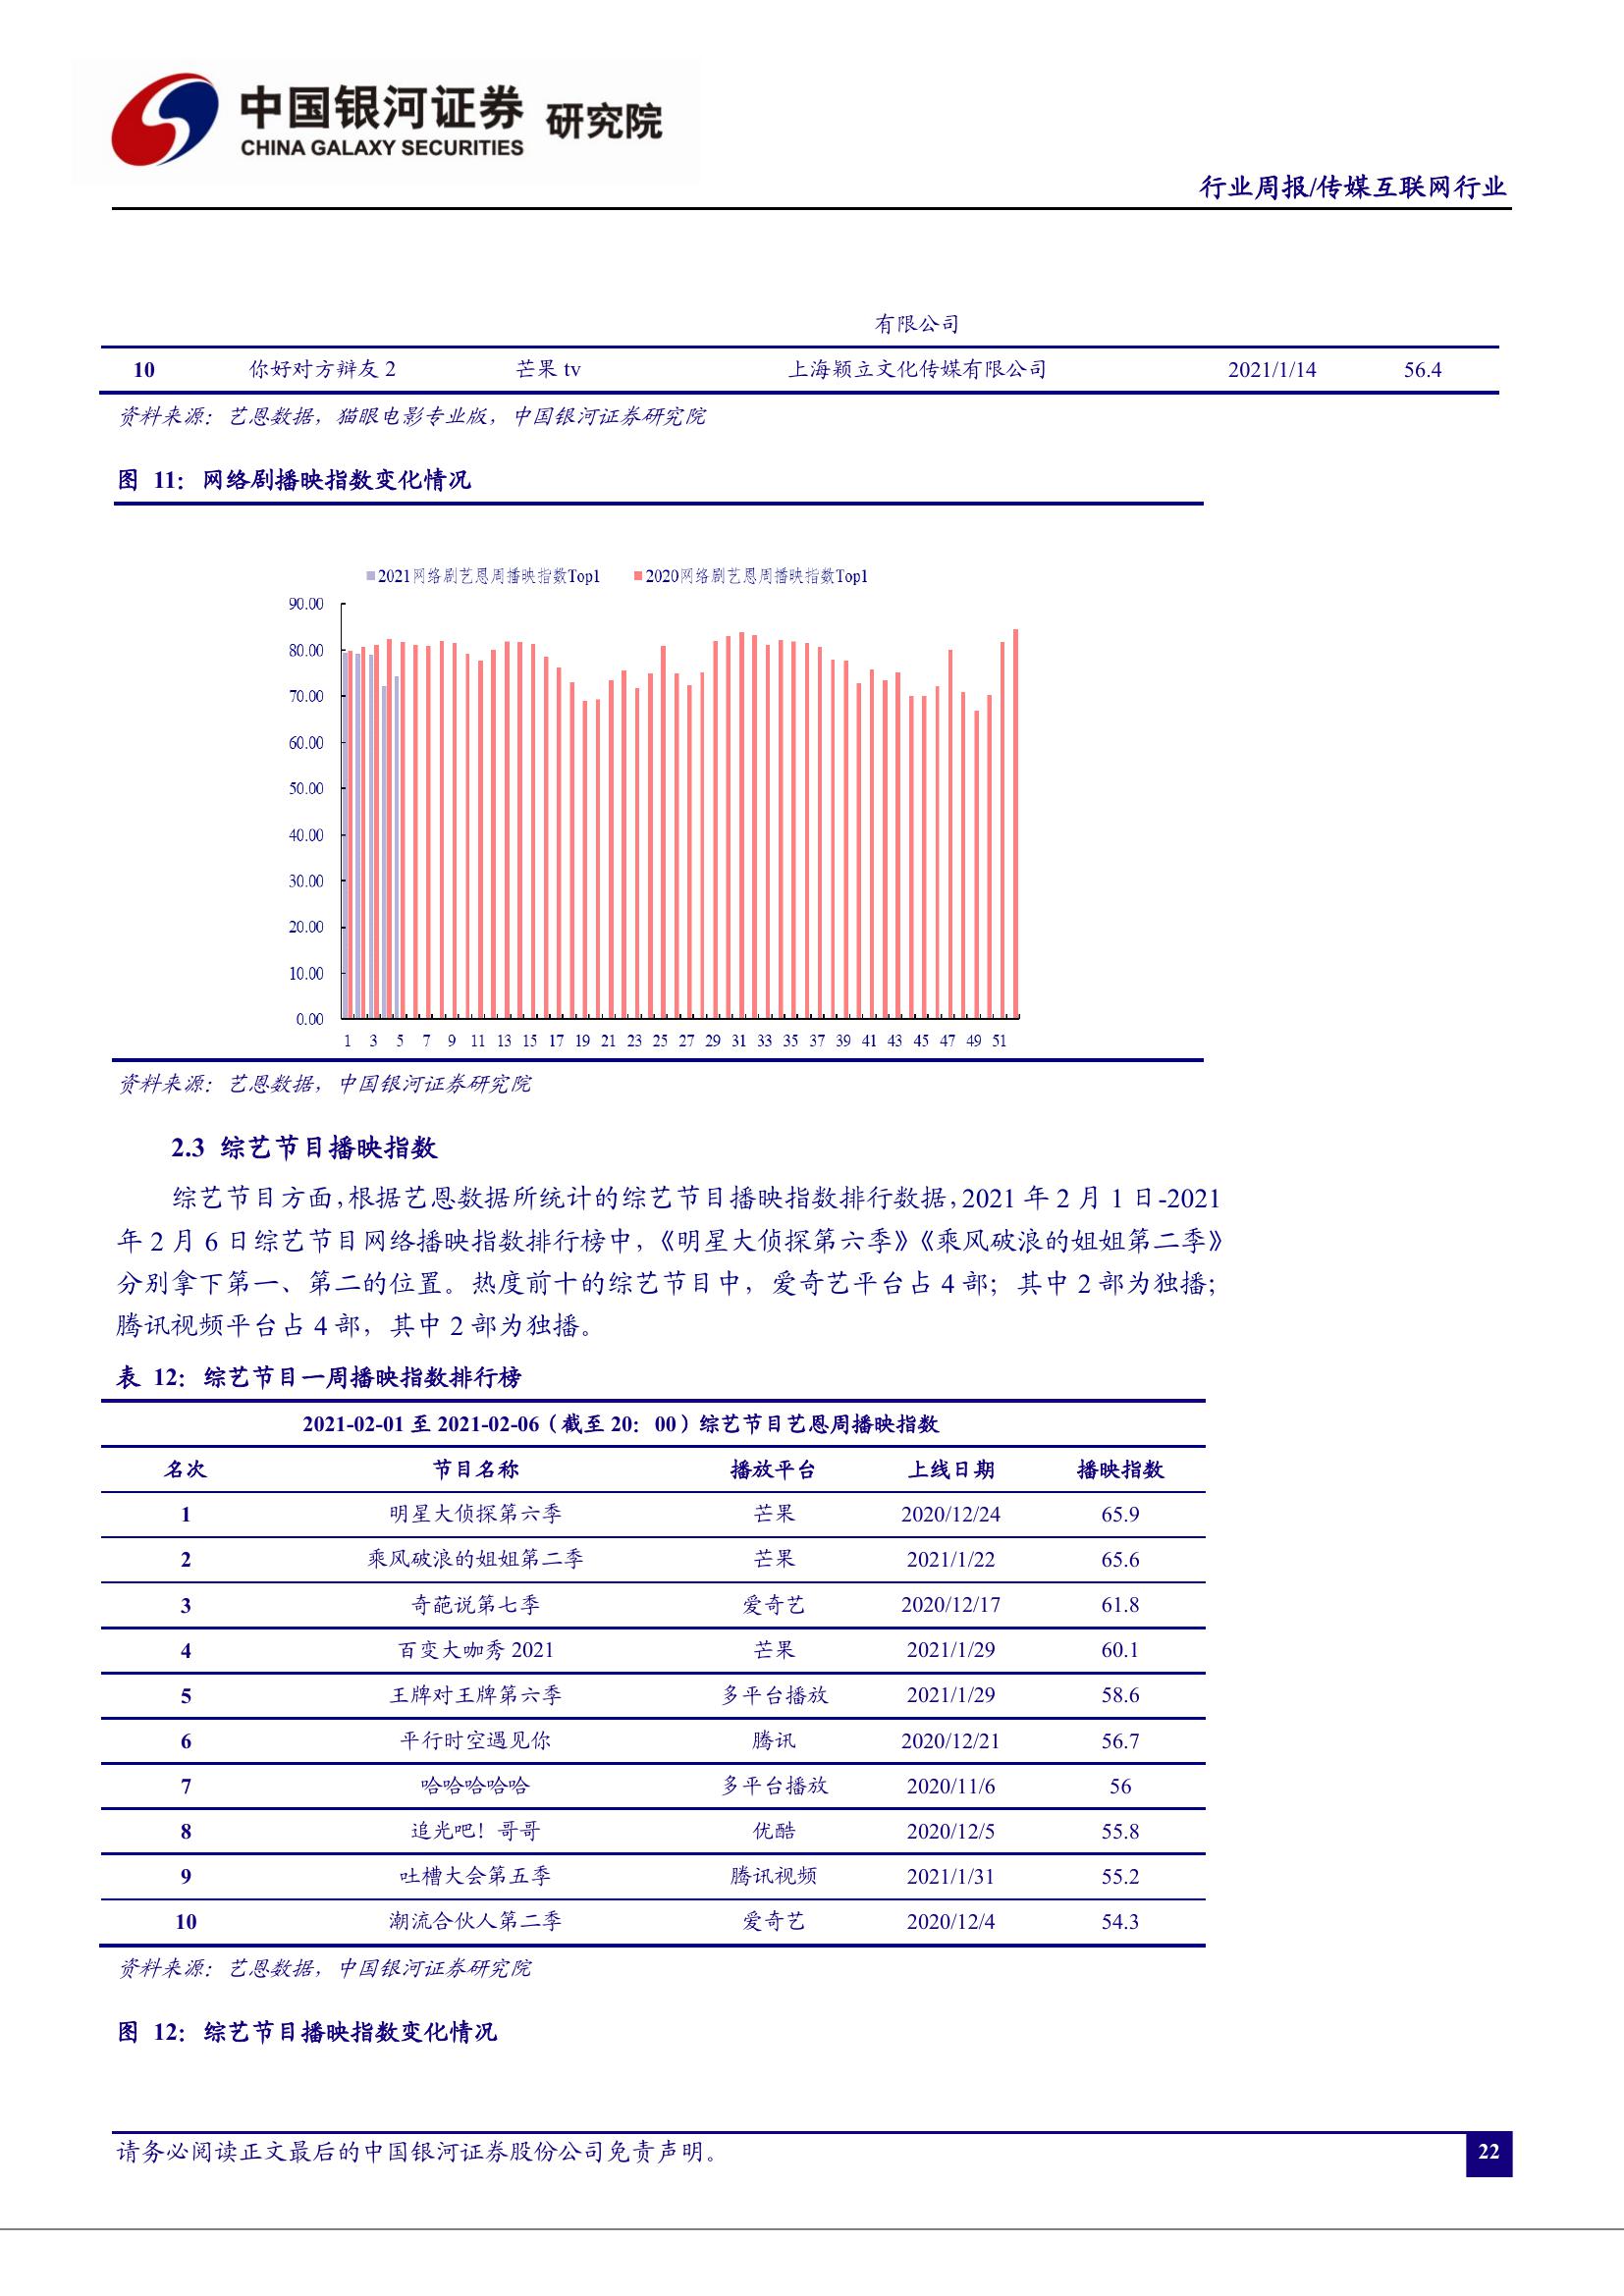 中国银河证券 研究院
CHINA GALAXY SECURITIES
行业周报/传媒互联网行业
有限公司
10 你好对方辩友 2 芒果 tv 上海颖立文化传媒有限公司 2021/1/14 56.4
资料来源：艺恩数据，猫眼电影专业版，中国银河证券研究院
图 11：网络剧播映指数变化情况
2021网络剧艺恩周播映指数Top1 2020网络剧艺恩周播映指数Top1
90.00
80.00
70.00
60.00
50.00
40.00
30.00
20.00
10.00
0.00
1 3 5 7 9 11 13 15 17 19 21 23 25 27 29 31 33 35 37 39 41 43 45 47 49 51
资料来源：艺恩数据，中国银河证券研究院
2.3 综艺节目播映指数
综艺节目方面，根据艺恩数据所统计的综艺节目播映指数排行数据，2021 年 2 月 1 日-2021
年 2 月 6 日综艺节目网络播映指数排行榜中，《明星大侦探第六季》《乘风破浪的姐姐第二季》
分别拿下第一、第二的位置。热度前十的综艺节目中，爱奇艺平台占 4 部；其中 2 部为独播；
腾讯视频平台占 4 部，其中 2 部为独播。
表 12：综艺节目一周播映指数排行榜
2021-02-01 至 2021-02-06（截至 20：00）综艺节目艺恩周播映指数
名次 节目名称 播放平台 上线日期 播映指数
1 明星大侦探第六季 芒果 2020/12/24 65.9
2 乘风破浪的姐姐第二季 芒果 2021/1/22 65.6
3 奇葩说第七季 爱奇艺 2020/12/17 61.8
4 百变大咖秀 2021 芒果 2021/1/29 60.1
5 王牌对王牌第六季 多平台播放 2021/1/29 58.6
6 平行时空遇见你 腾讯 2020/12/21 56.7
7 哈哈哈哈哈 多平台播放 2020/11/6 56
8 追光吧！哥哥 优酷 2020/12/5 55.8
9 吐槽大会第五季 腾讯视频 2021/1/31 55.2
10 潮流合伙人第二季 爱奇艺 2020/12/4 54.3
资料来源：艺恩数据，中国银河证券研究院
图 12：综艺节目播映指数变化情况
请务必阅读正文最后的中国银河证券股份公司免责声明。
22